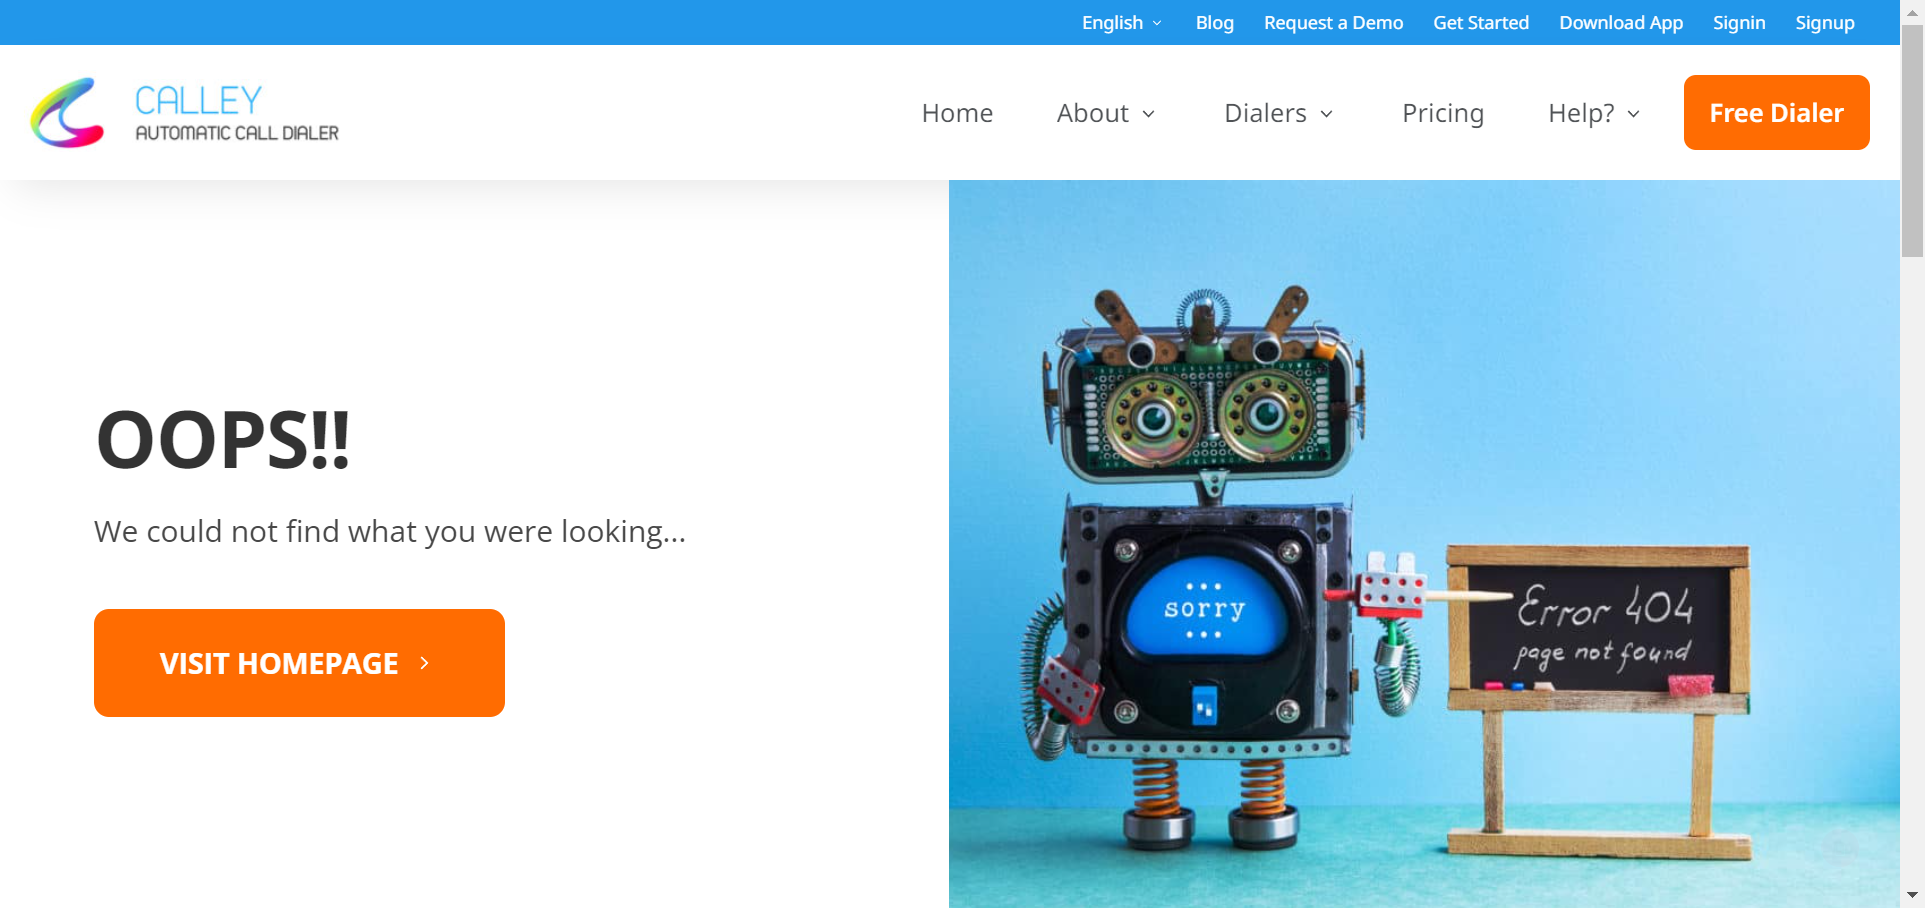 English
Blog
Request a Demo
Get Started
Download App
Signin
Signup
CALLEY
AUTOMATIC CALL DIALER
Home
About
Dialers
Pricing
Help?
Free Dialer
OOPS!!
We could not find what you were looking...
VISIT HOMEPAGE
sorry
Error 404
page not found